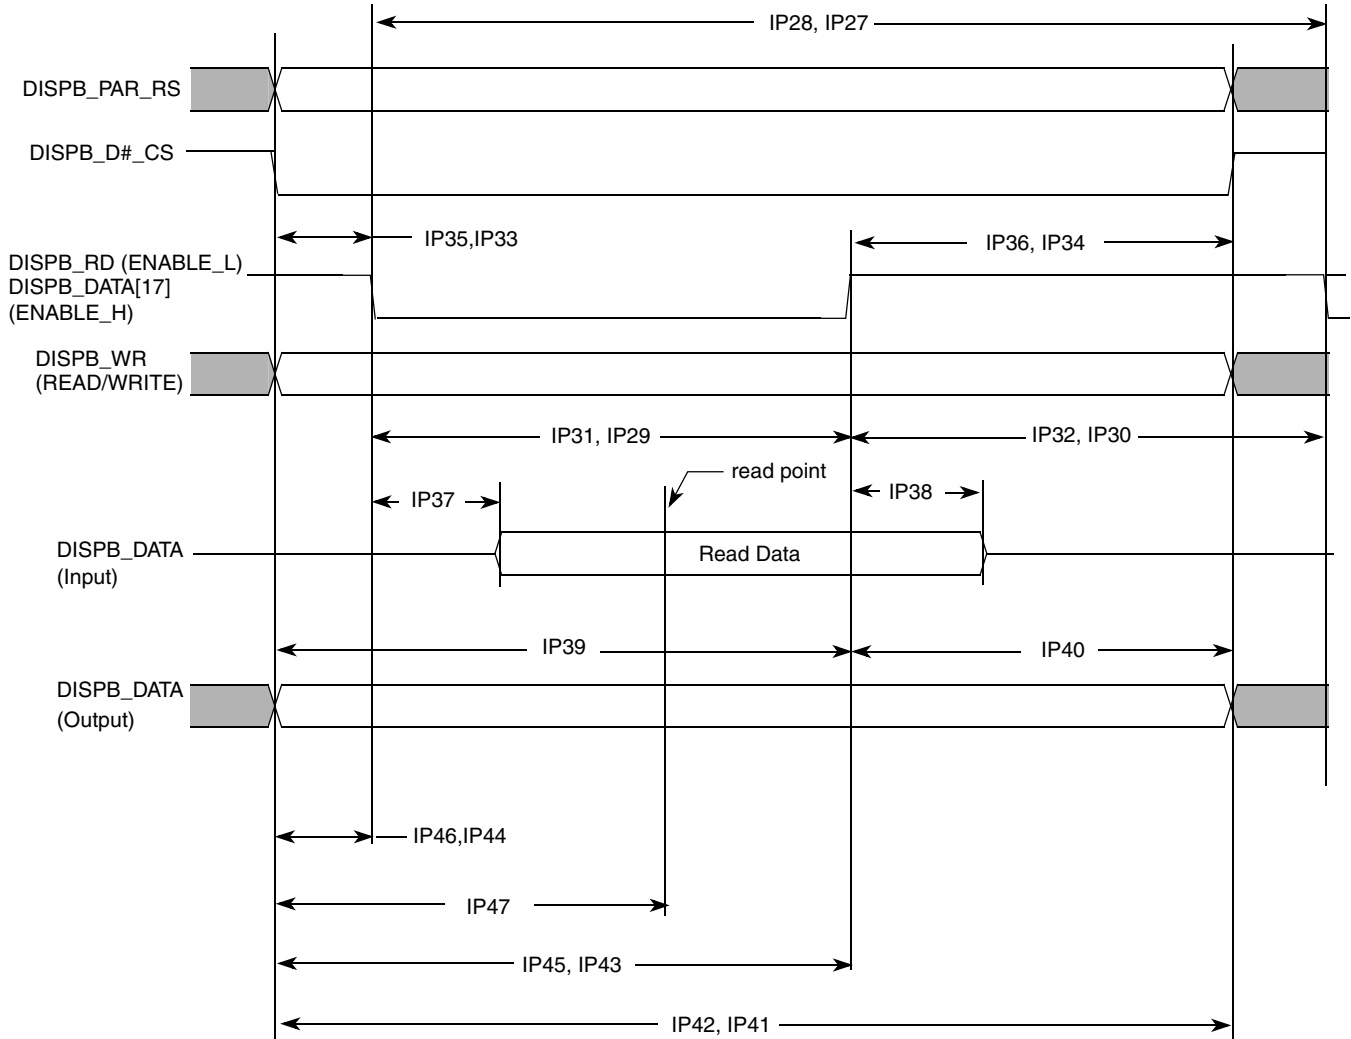 IP28, IP27
DISPB_PAR_RS
DISPB_D#_CS
IP35,IP33
IP36, IP34
DISPB_RD (ENABLE_L)
DISPB_DATA[17]
(ENABLE_H)
DISPB_WR
(READ/WRITE)
IP31, IP29
IP32, IP30
read point
IP37
IP38
DISPB_DATA
(Input)
Read Data
IP39
IP40
DISPB_DATA
(Output)
IP46,IP44
IP47
IP45, IP43
IP42, IP41